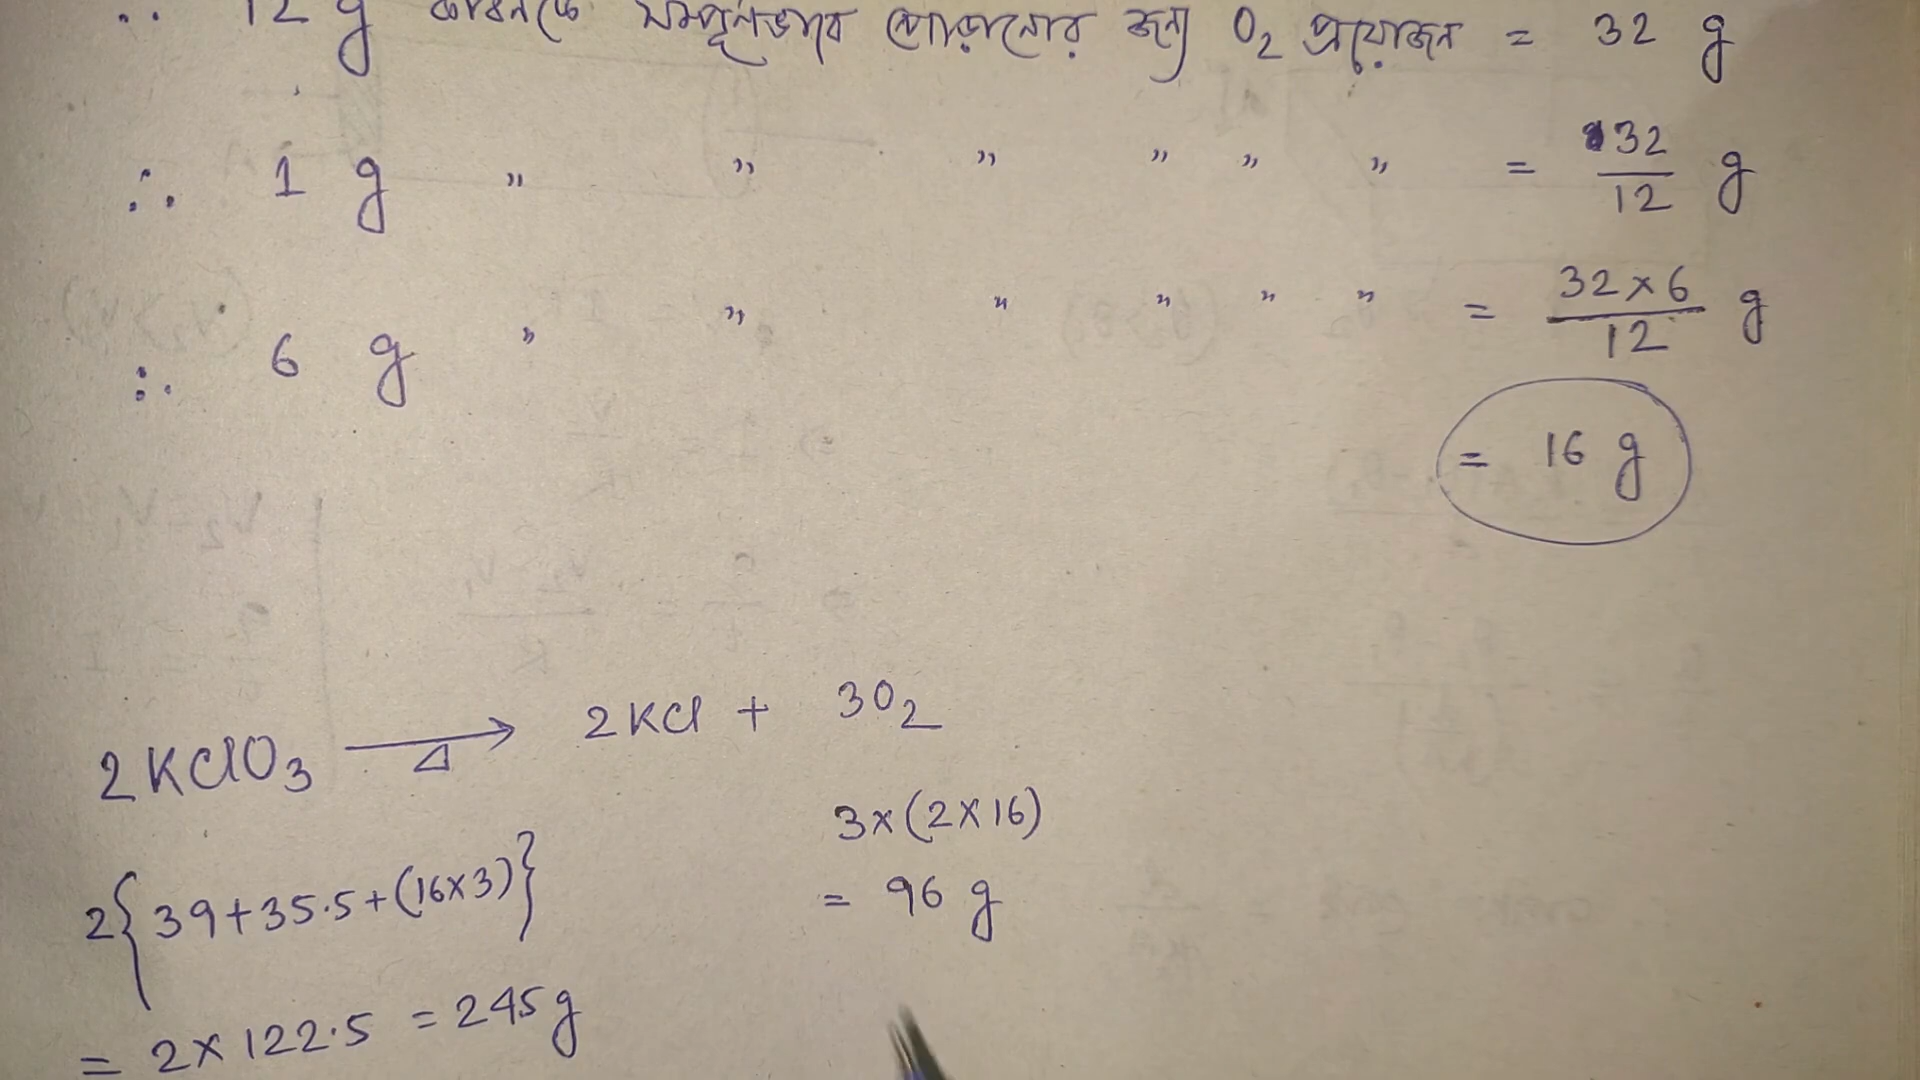 ∴ 12 g কার্বনকে সম্পূর্ণভাবে পোড়ানোর জন্য O₂ প্রয়োজন = 32 g
∴ 1 g " " " " " " = 32/12 g
∴ 6 g " " " " " " = 32×6/12 g
= 16 g
2KClO₃ —Δ→ 2KCl + 3O₂
2{39+35.5+(16×3)} 3×(2×16)
= 2×122.5 = 245g = 96 g